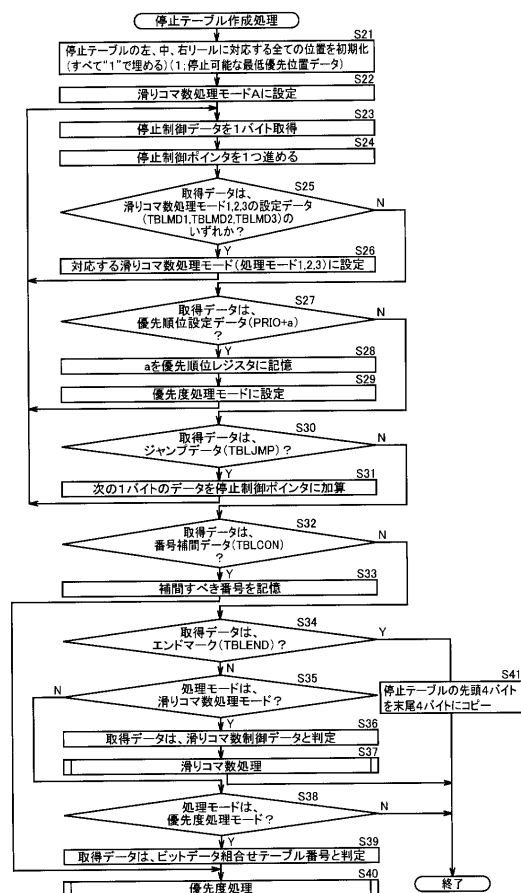 停止テーブル作成処理
S21
停止テーブルの左、中、右リールに対応する全ての位置を初期化
(すべて"1"で埋める)(1;停止可能な最低優先位置データ)
S22
滑りコマ数処理モードAに設定
S23
停止制御データを1バイト取得
S24
停止制御ポインタを1つ進める
S25
取得データは、
滑りコマ数処理モード1,2,3の設定データ
(TBLMD1,TBLMD2,TBLMD3)の
いずれか?
N
Y
S26
対応する滑りコマ数処理モード(処理モード1,2,3)に設定
S27
取得データは、
優先順位設定データ(PRIO+a)
?
N
Y
S28
aを優先順位レジスタに記憶
S29
優先度処理モードに設定
S30
取得データは、
ジャンプデータ(TBLJMP)?
N
Y
S31
次の1バイトのデータを停止制御ポインタに加算
S32
取得データは、
番号補間データ(TBLCON)
?
N
Y
S33
補間すべき番号を記憶
S34
取得データは、
エンドマーク(TBLEND)?
Y
N
S35
処理モードは、
滑りコマ数処理モード?
N
Y
S41
停止テーブルの先頭4バイト
を末尾4バイトにコピー
S36
取得データは、滑りコマ数制御データと判定
S37
滑りコマ数処理
S38
処理モードは、
優先度処理モード?
N
Y
S39
取得データは、ビットデータ組合せテーブル番号と判定
S40
優先度処理
終了